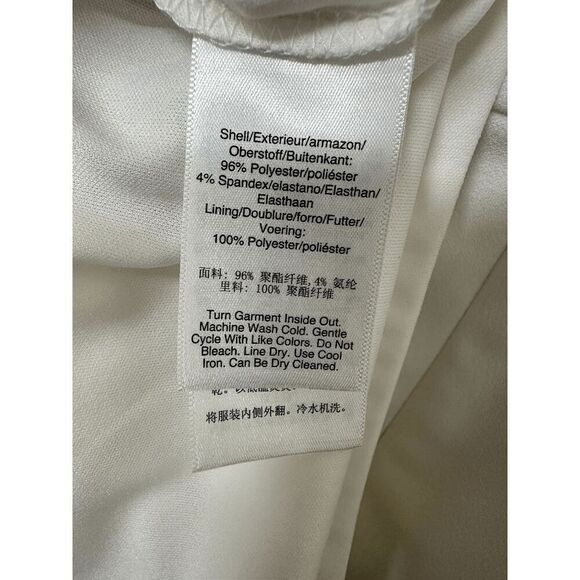 Shell/Exterieur/armazon/
Oberstoff/Buitenkant:
96% Polyester/poliéster
4% Spandex/elastano/Elasthan/
Elasthaan
Lining/Doublure/forro/Futter/
Voering:
100% Polyester/poliéster
面料: 96% 聚酯纤维,4% 氨纶
里料: 100% 聚酯纤维
Turn Garment Inside Out.
Machine Wash Cold. Gentle
Cycle With Like Colors. Do Not
Bleach. Line Dry. Use Cool
Iron. Can Be Dry Cleaned.
将服装内侧外翻。冷水机洗。